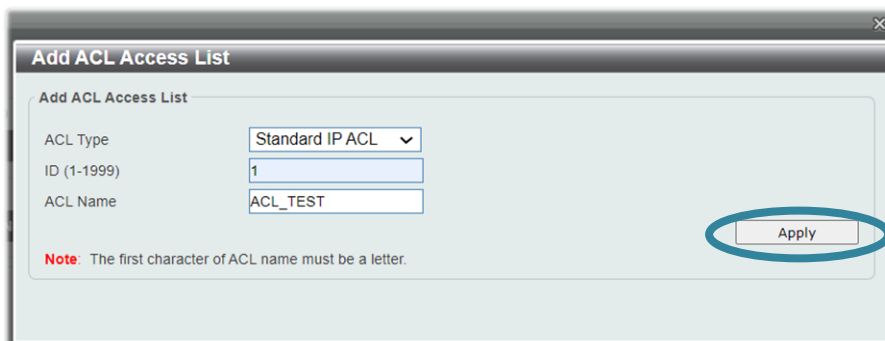 Add ACL Access List
Add ACL Access List
ACL Type Standard IP ACL
ID (1-1999) 1
ACL Name ACL_TEST
Apply
Note: The first character of ACL name must be a letter.